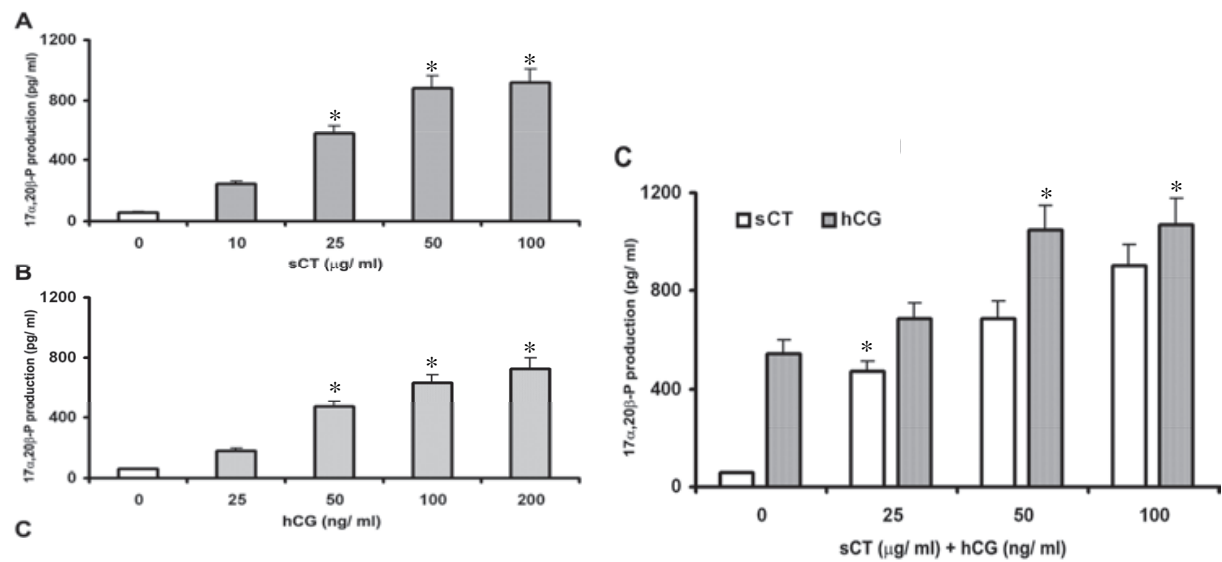 A
1200
800
400
0
17α,20β-P production (pg/ ml)
*
*
*
0 10 25 50 100
sCT (μg/ ml)
B
1200
800
400
0
17α,20β-P production (pg/ ml)
*
*
*
0 25 50 100 200
hCG (ng/ ml)
C
C
1200
800
400
0
17α,20β-P production (pg/ ml)
sCT hCG
*
*
*
0 25 50 100
sCT (μg/ ml) + hCG (ng/ ml)